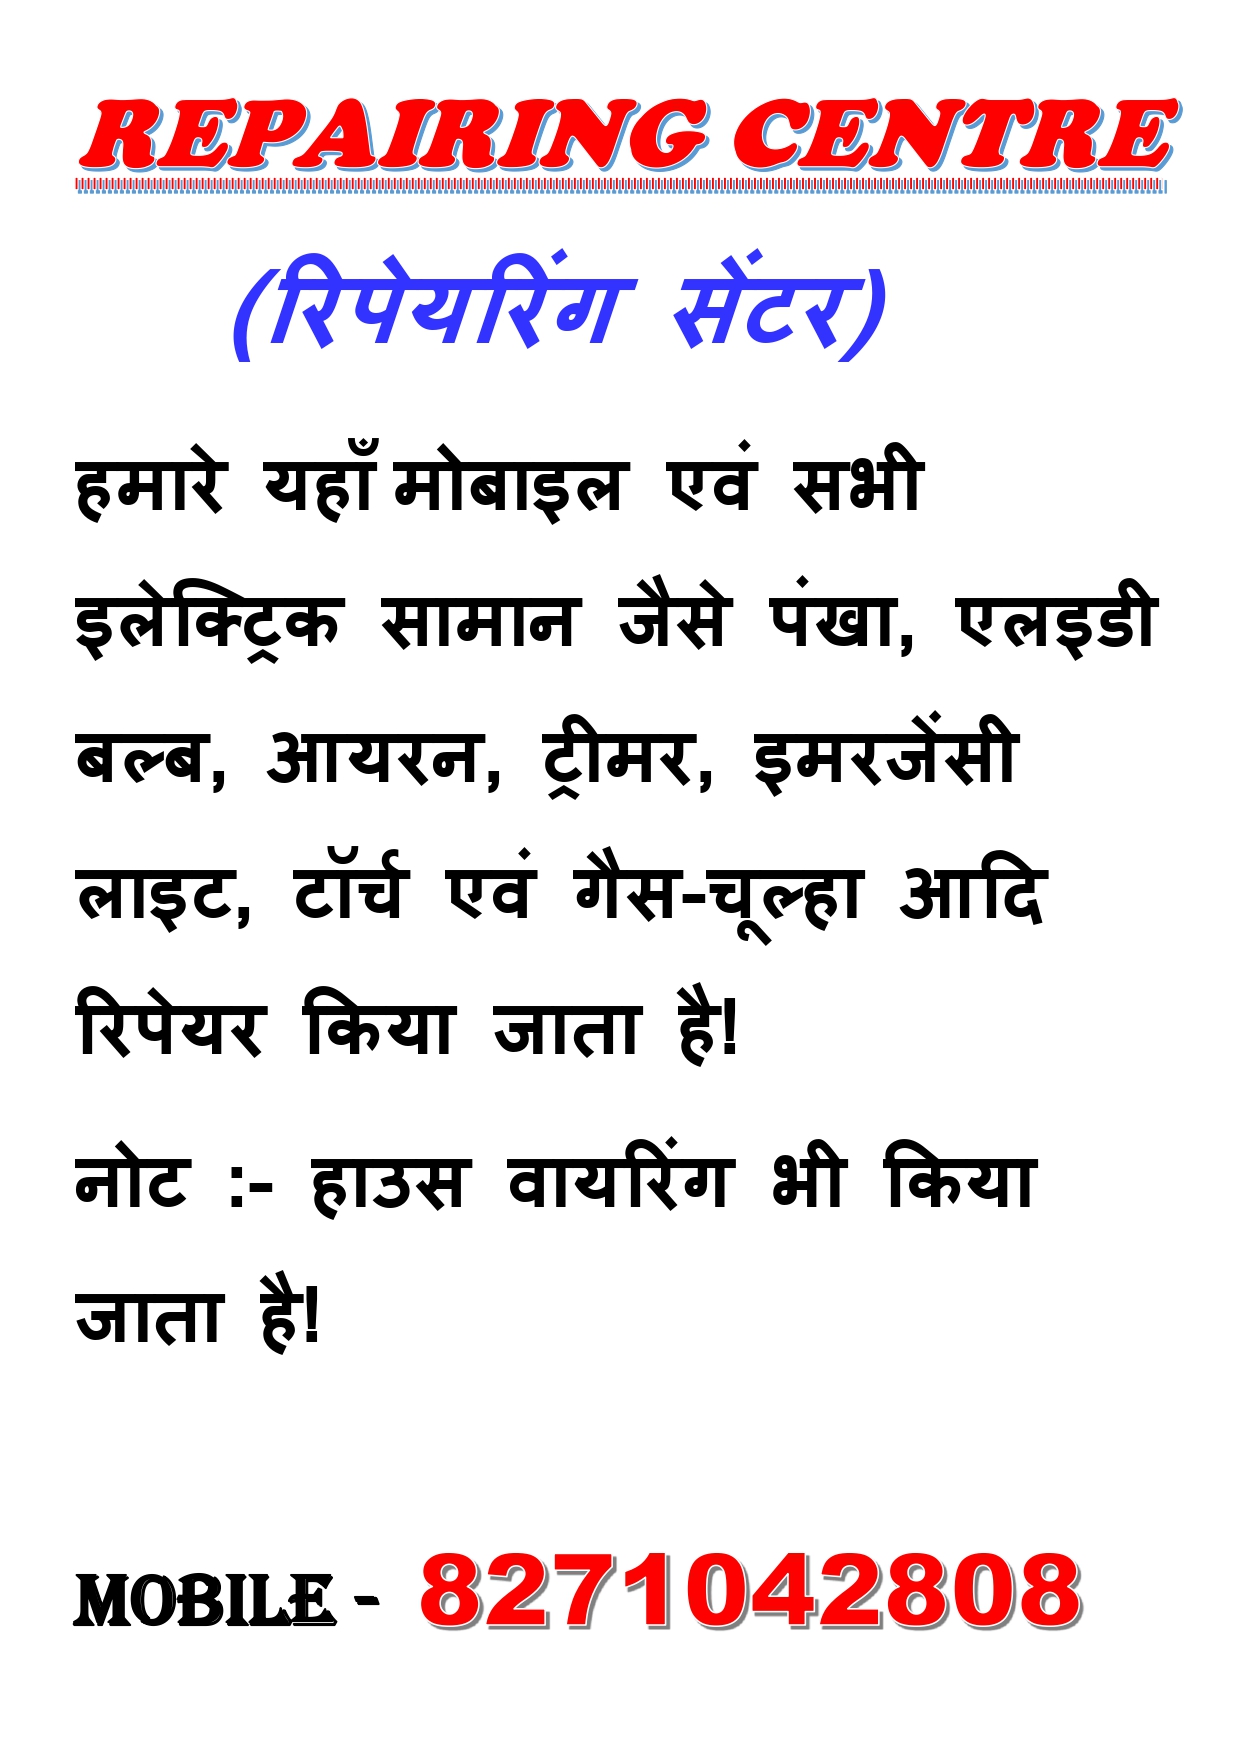 REPAIRING CENTRE
(रिपेयरिंग सेंटर)
हमारे यहाँ मोबाइल एवं सभी
इलेक्ट्रिक सामान जैसे पंखा, एलइडी
बल्ब, आयरन, ट्रीमर, इमरजेंसी
लाइट, टॉर्च एवं गैस-चूल्हा आदि
रिपेयर किया जाता है!
नोट :- हाउस वायरिंग भी किया
जाता है!
MOBILE - 8271042808